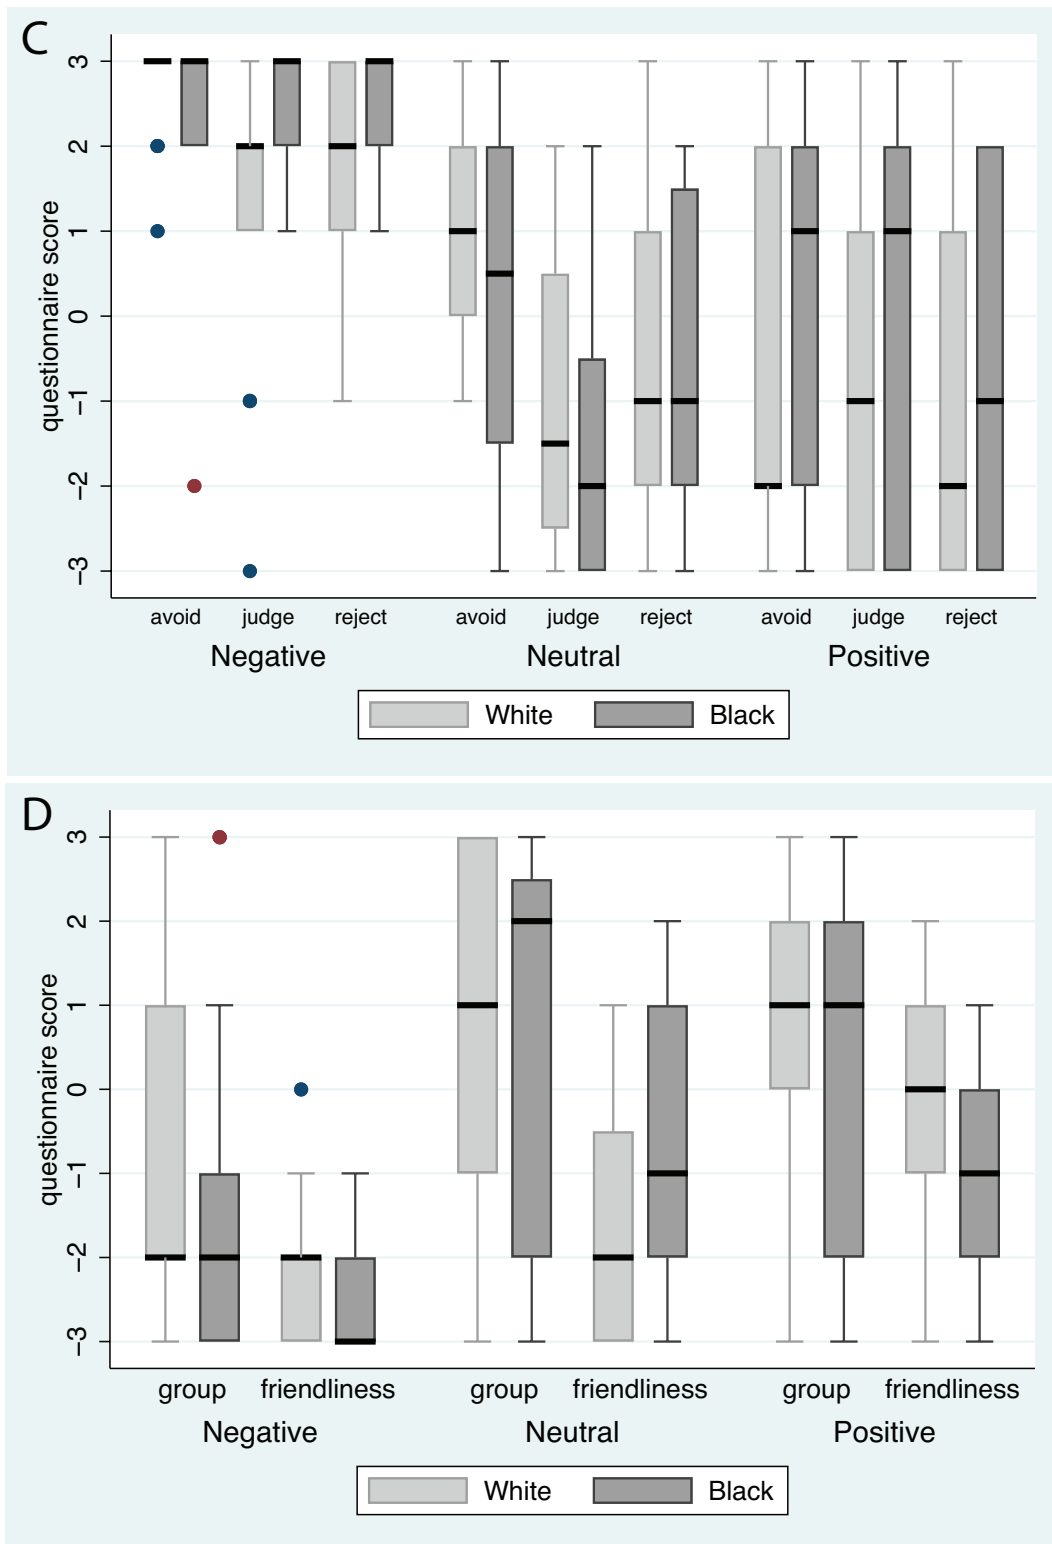 C
questionnaire score
3
2
1
0
−1
−2
−3
avoid judge reject avoid judge reject avoid judge reject
Negative Neutral Positive
White Black
D
questionnaire score
3
2
1
0
−1
−2
−3
group friendliness group friendliness group friendliness
Negative Neutral Positive
White Black